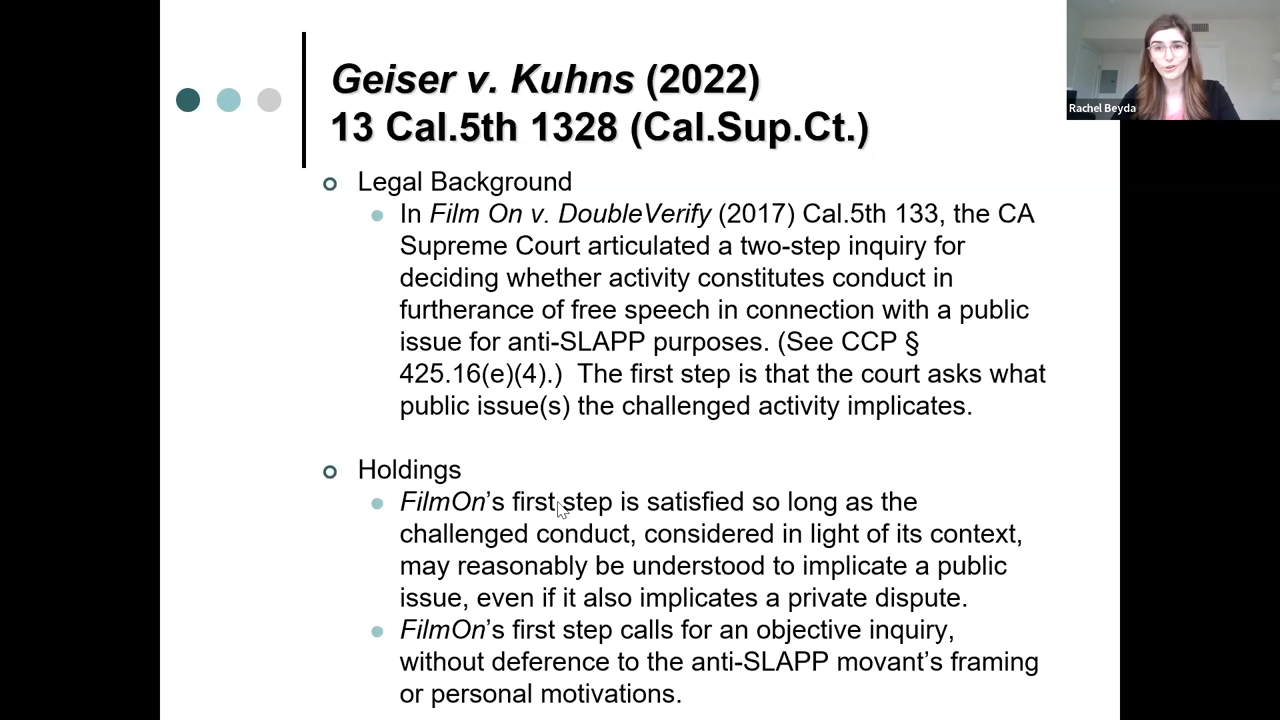 Geiser v. Kuhns (2022)
13 Cal.5th 1328 (Cal.Sup.Ct.)
Rachel Beyda
Legal Background
In Film On v. DoubleVerify (2017) Cal.5th 133, the CA
Supreme Court articulated a two-step inquiry for
deciding whether activity constitutes conduct in
furtherance of free speech in connection with a public
issue for anti-SLAPP purposes. (See CCP §
425.16(e)(4).) The first step is that the court asks what
public issue(s) the challenged activity implicates.
Holdings
FilmOn’s first step is satisfied so long as the
challenged conduct, considered in light of its context,
may reasonably be understood to implicate a public
issue, even if it also implicates a private dispute.
FilmOn’s first step calls for an objective inquiry,
without deference to the anti-SLAPP movant’s framing
or personal motivations.